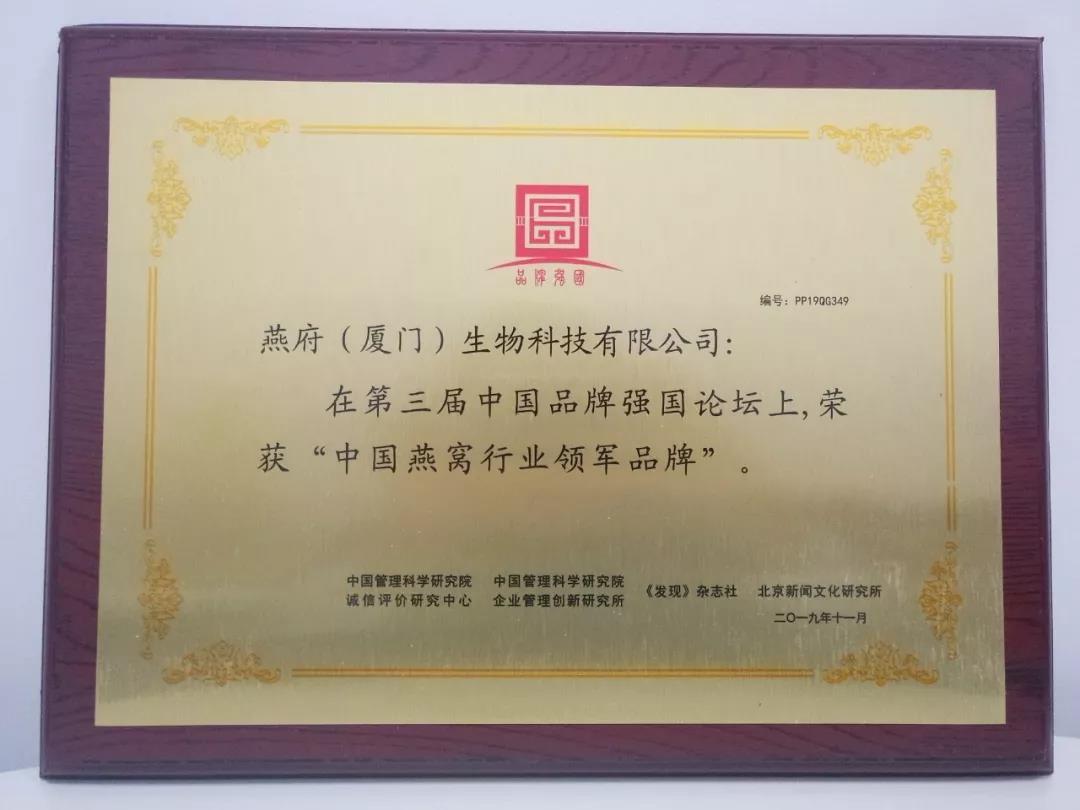 品牌强國
编号：PP19QG349
燕府（厦门）生物科技有限公司：
在第三届中国品牌强国论坛上,荣
获“中国燕窝行业领军品牌”。
中国管理科学研究院 中国管理科学研究院
诚信评价研究中心 企业管理创新研究所 《发现》杂志社 北京新闻文化研究所
二〇一九年十一月